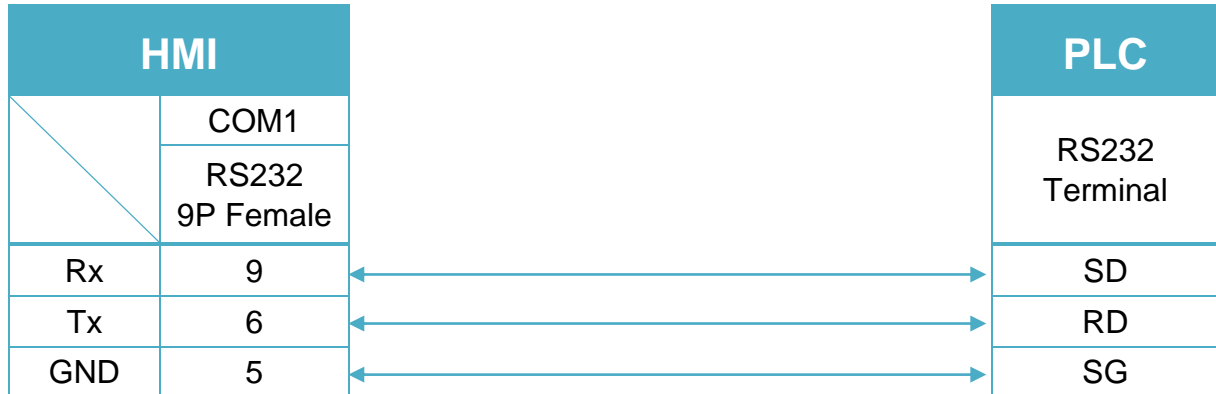 HMI PLC
COM1
RS232
9P Female
RS232
Terminal
Rx 9 SD
Tx 6 RD
GND 5 SG